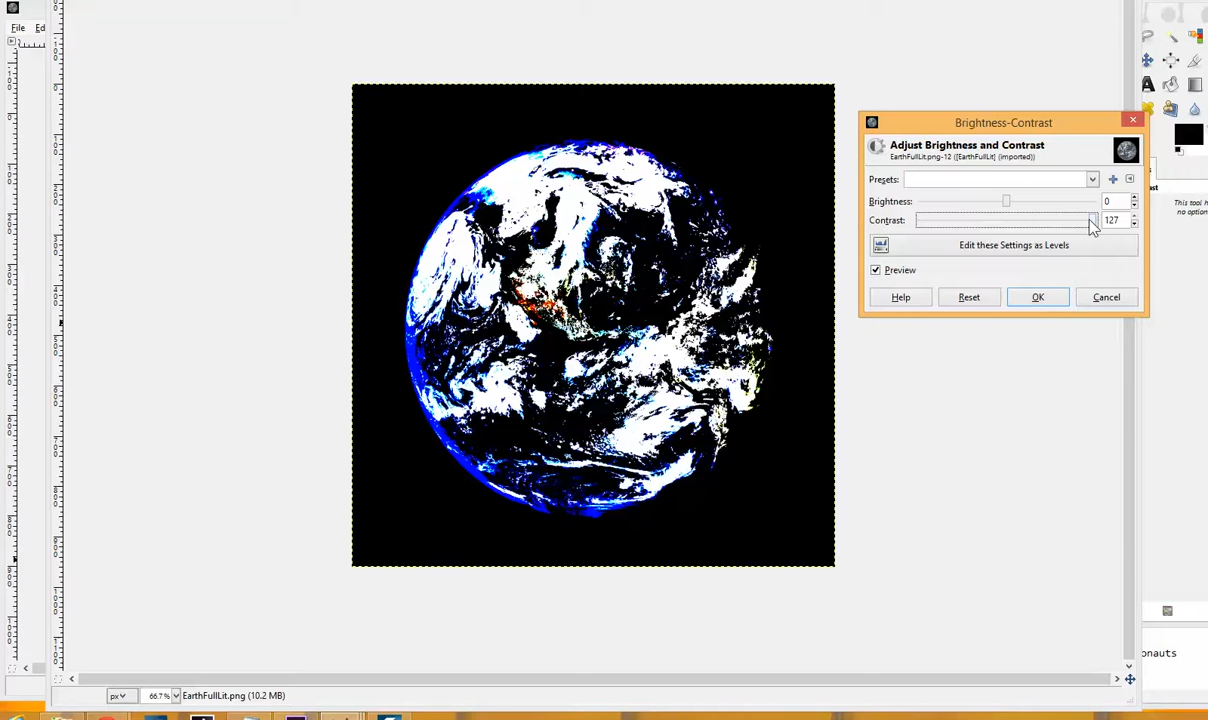 File Ed
Brightness-Contrast
Adjust Brightness and Contrast
EarthFullLit.png-12 ([EarthFullLit] (imported))
Presets:
Brightness: 0
Contrast: 127
Edit these Settings as Levels
Preview
Help Reset OK Cancel
This tool h
no option
onauts
px 66.7% EarthFullLit.png (10.2 MB)